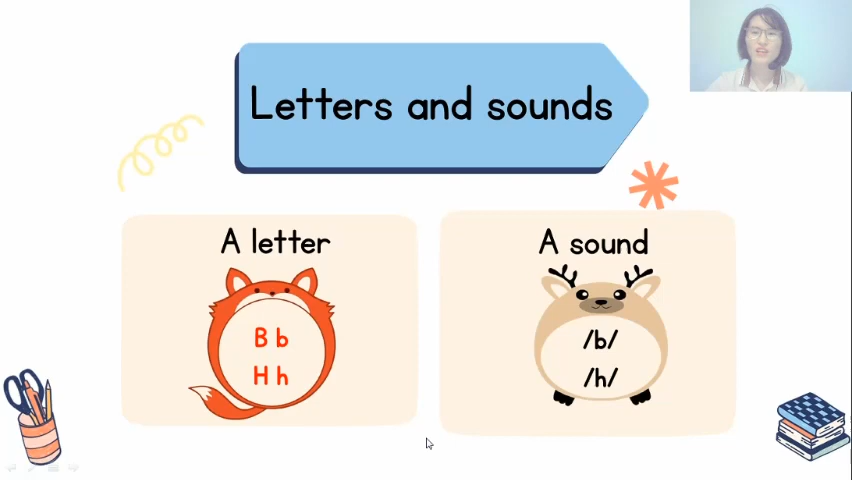 Letters and sounds
A letter
B b
H h
A sound
/b/
/h/